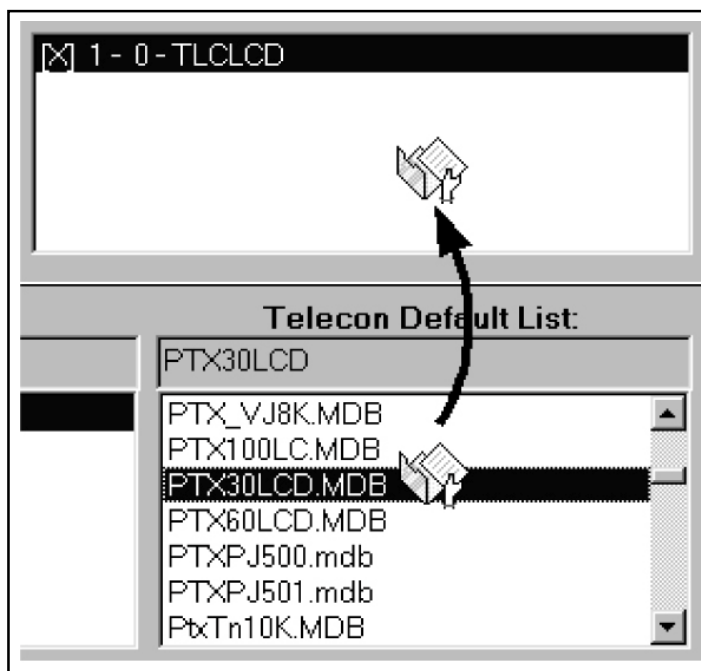 [X] 1 - 0 - TLCLCD
Telecon Default List:
PTX30LCD
PTX_VJ8K.MDB
PTX100LC.MDB
PTX30LCD.MDB
PTX60LCD.MDB
PTXPJ500.mdb
PTXPJ501.mdb
PtxTn10K.MDB